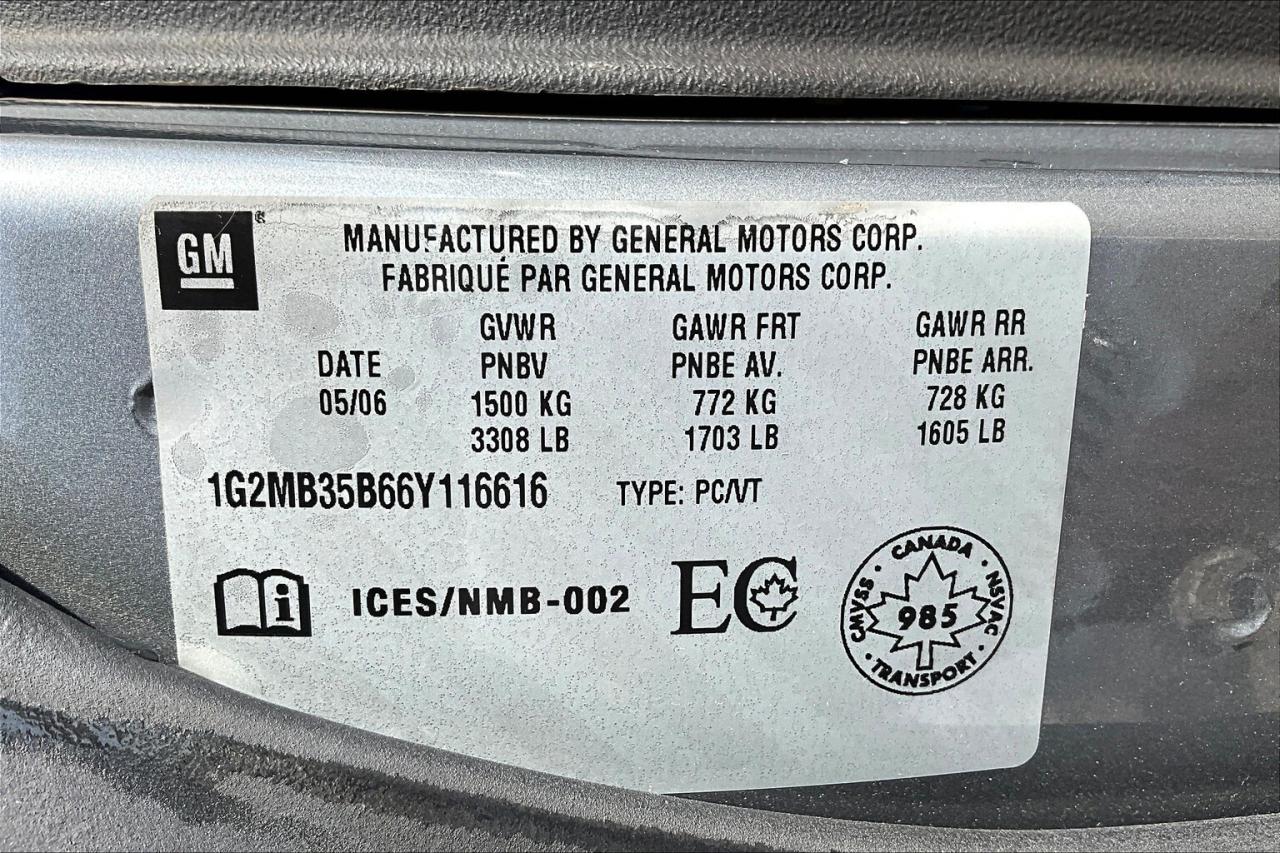 GM
MANUFACTURED BY GENERAL MOTORS CORP.
FABRIQUÉ PAR GENERAL MOTORS CORP.
GVWR GAWR FRT GAWR RR
DATE PNBV PNBE AV. PNBE ARR.
05/06 1500 KG 772 KG 728 KG
3308 LB 1703 LB 1605 LB
1G2MB35B66Y116616 TYPE: PC/VT
i ICES/NMB-002 EC
CANADA
CMVSS · NSVAC
985
TRANSPORT